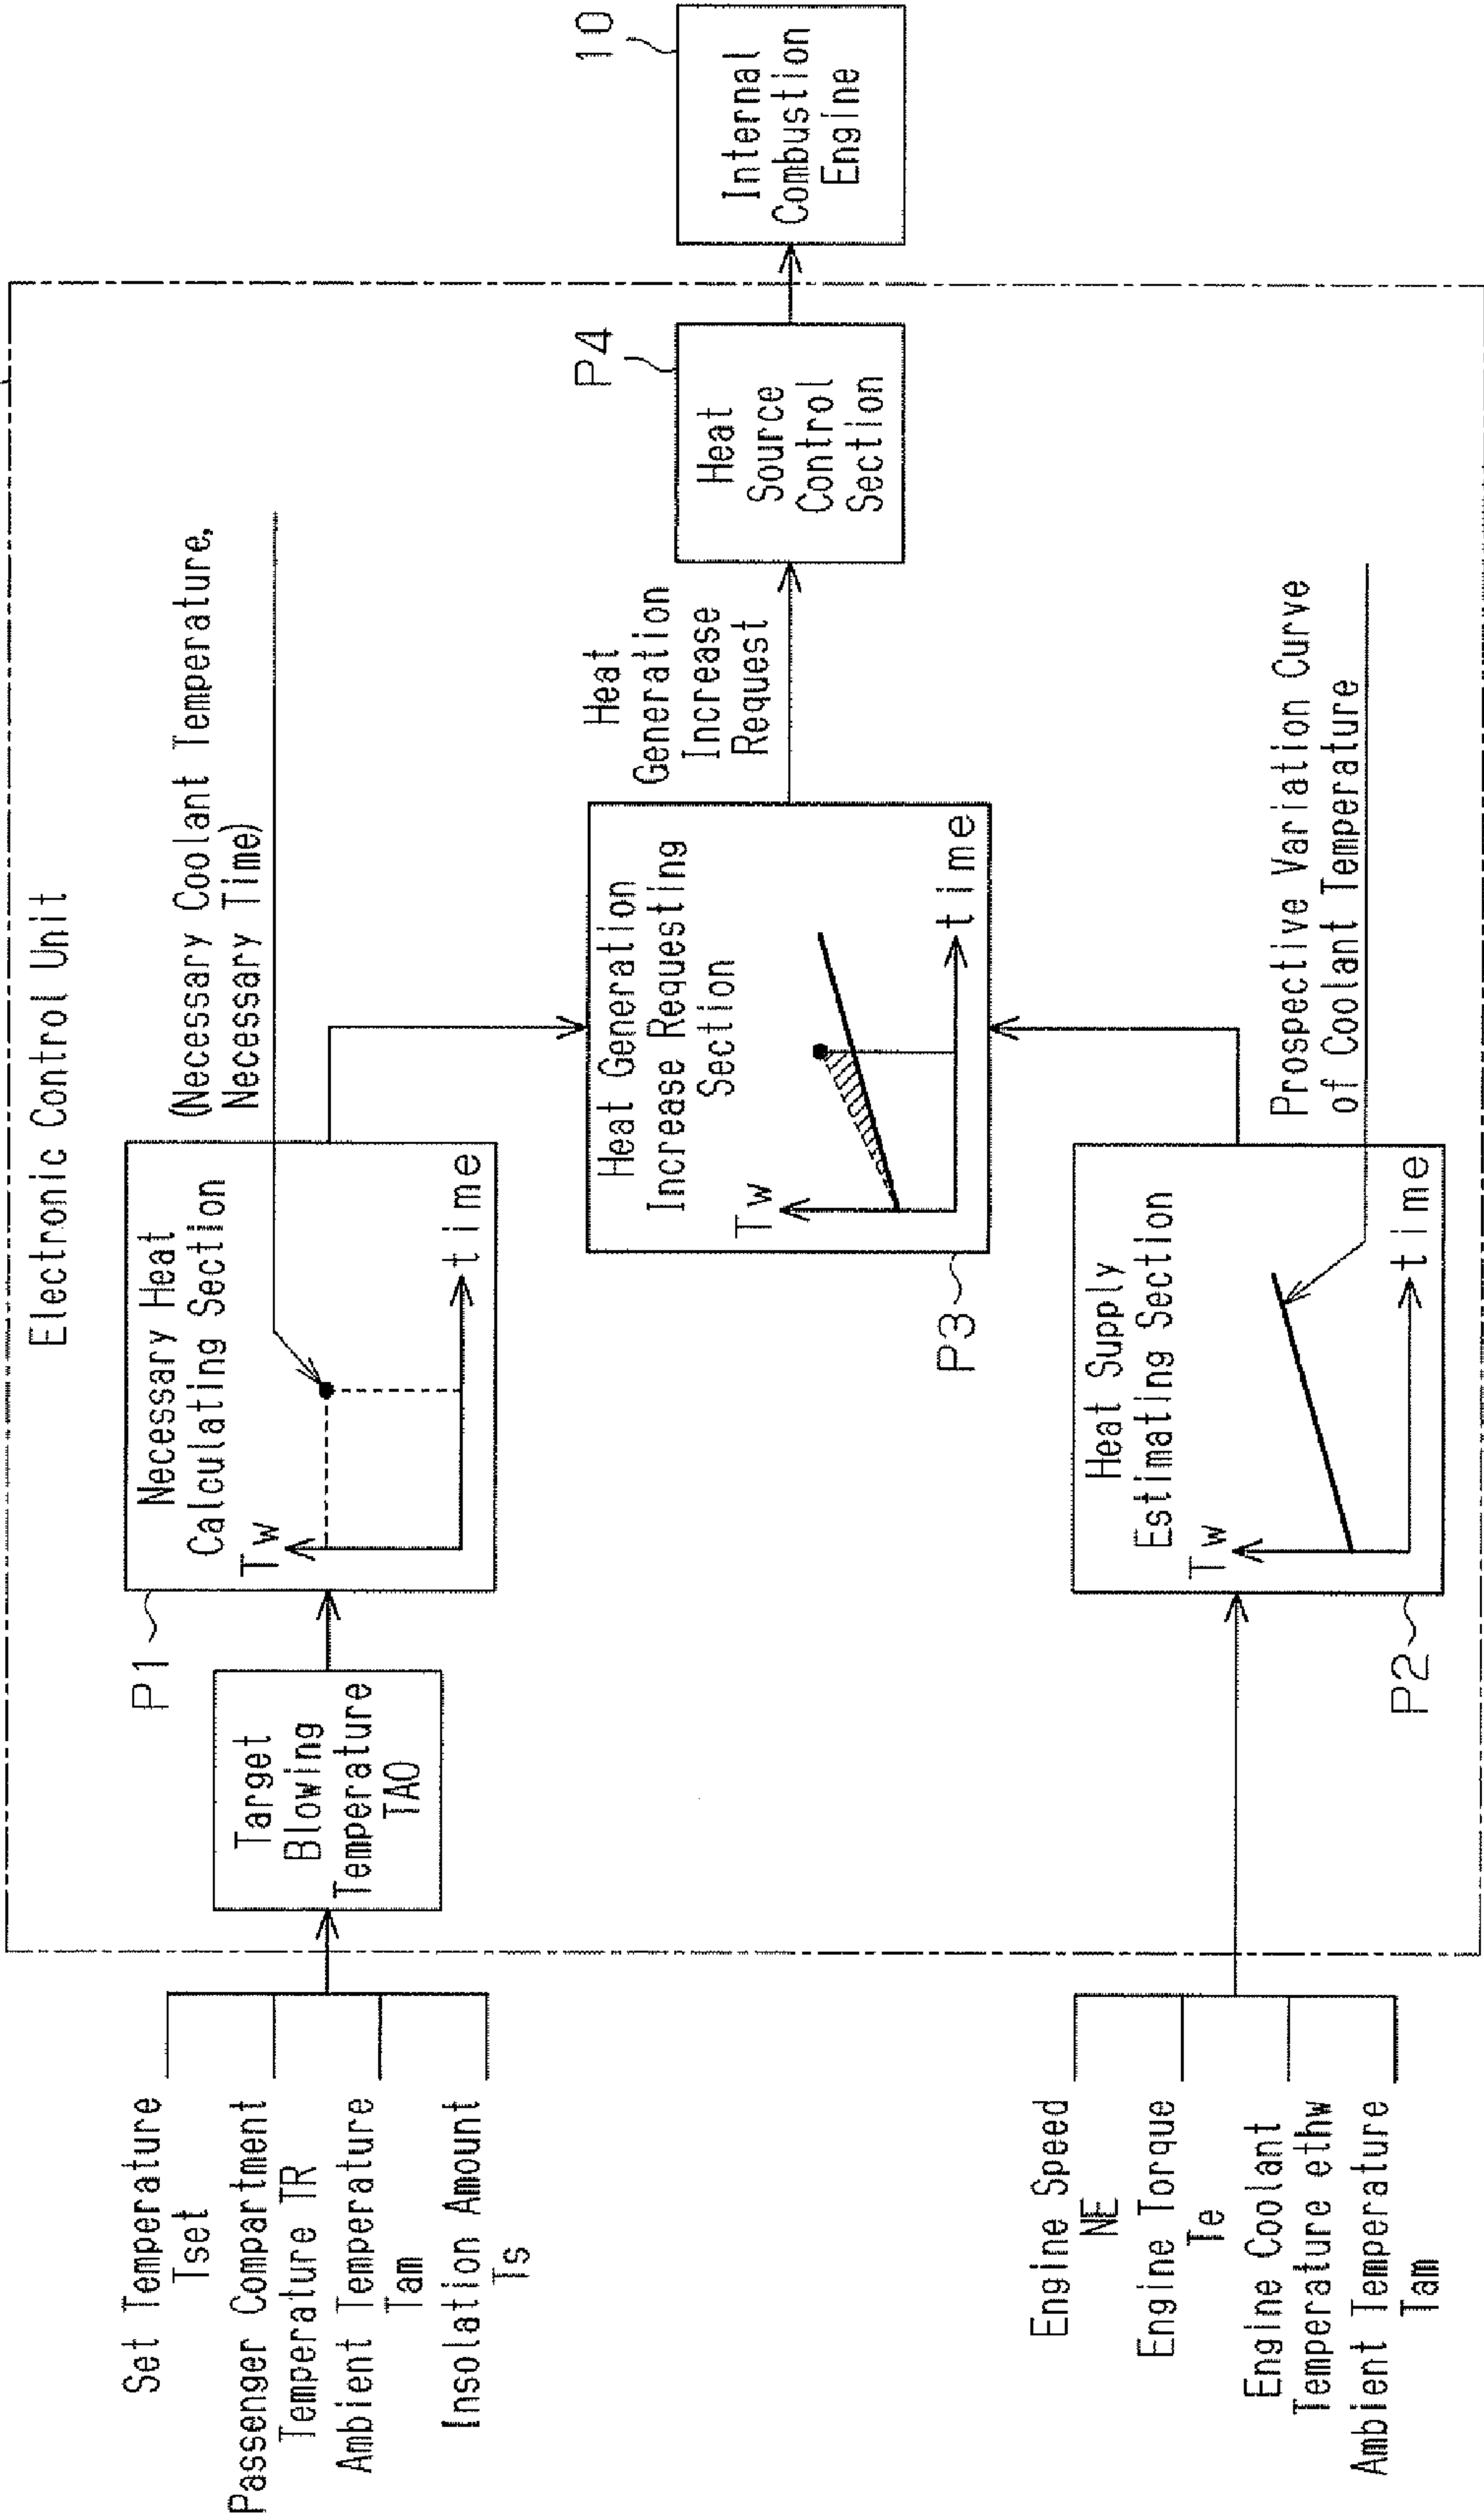 Electronic Control Unit
Set Temperature
Tset
Passenger Compartment
Temperature TR
Ambient Temperature
Tam
Insolation Amount
Ts
Target
Blowing
Temperature
TAO
P1
Necessary Heat
Calculating Section
Tw
time
(Necessary Coolant Temperature,
Necessary Time)
Heat Generation
Increase Requesting
Section
Tw
time
P3
Heat
Generation
Increase
Request
P4
Heat
Source
Control
Section
10
Internal
Combustion
Engine
Engine Speed
NE
Engine Torque
Te
Engine Coolant
Temperature ethw
Ambient Temperature
Tam
P2
Heat Supply
Estimating Section
Tw
time
Prospective Variation Curve
of Coolant Temperature